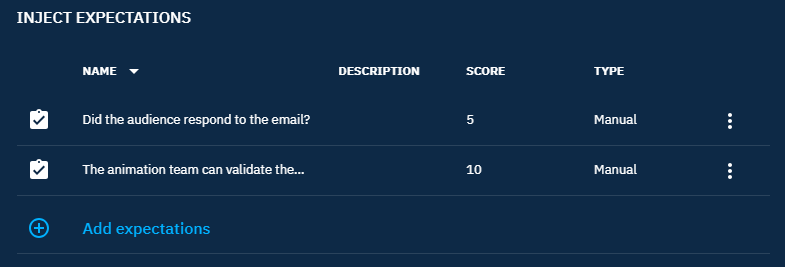 INJECT EXPECTATIONS
NAME DESCRIPTION SCORE TYPE
Did the audience respond to the email? 5 Manual
The animation team can validate the... 10 Manual
Add expectations